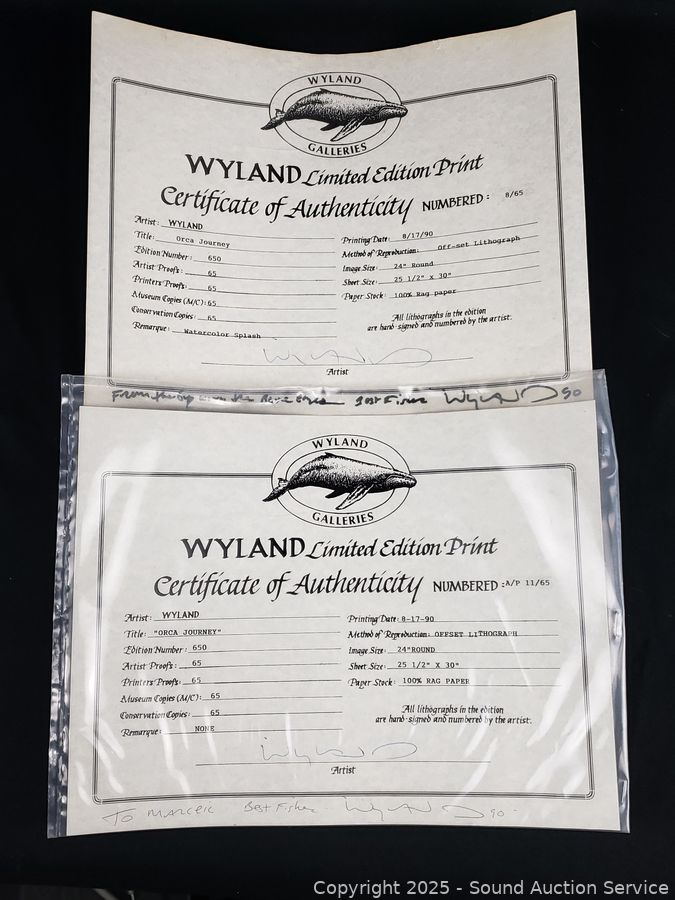 WYLAND
GALLERIES
WYLAND Limited Edition Print
Certificate of Authenticity NUMBERED: 8/65
Artist: WYLAND
Title: Orca Journey
Edition Number: 650
Artist Proofs: 65
Printers Proofs: 65
Museum Copies (M/C): 65
Conservation Copies: 65
Remarque: Watercolor Splash
Printing Date: 8/17/90
Method of Reproduction: Off-set Lithograph
Image Size: 24" Round
Sheet Size: 25 1/2" X 30"
Paper Stock: 100% Rag paper
All lithographs in the edition
are hand-signed and numbered by the artist.
WYLAND
Artist
From the Best Fishes WYLAND 90
WYLAND
GALLERIES
WYLAND Limited Edition Print
Certificate of Authenticity NUMBERED: A/P 11/65
Artist: WYLAND
Title: "ORCA JOURNEY"
Edition Number: 650
Artist Proofs: 65
Printers Proofs: 65
Museum Copies (M/C): 65
Conservation Copies: 65
Remarque: NONE
Printing Date: 8-17-90
Method of Reproduction: OFFSET LITHOGRAPH
Image Size: 24"ROUND
Sheet Size: 25 1/2" X 30"
Paper Stock: 100% RAG PAPER
All lithographs in the edition
are hand-signed and numbered by the artist.
WYLAND
Artist
TO Best Fishes WYLAND 90
Copyright 2025 - Sound Auction Service